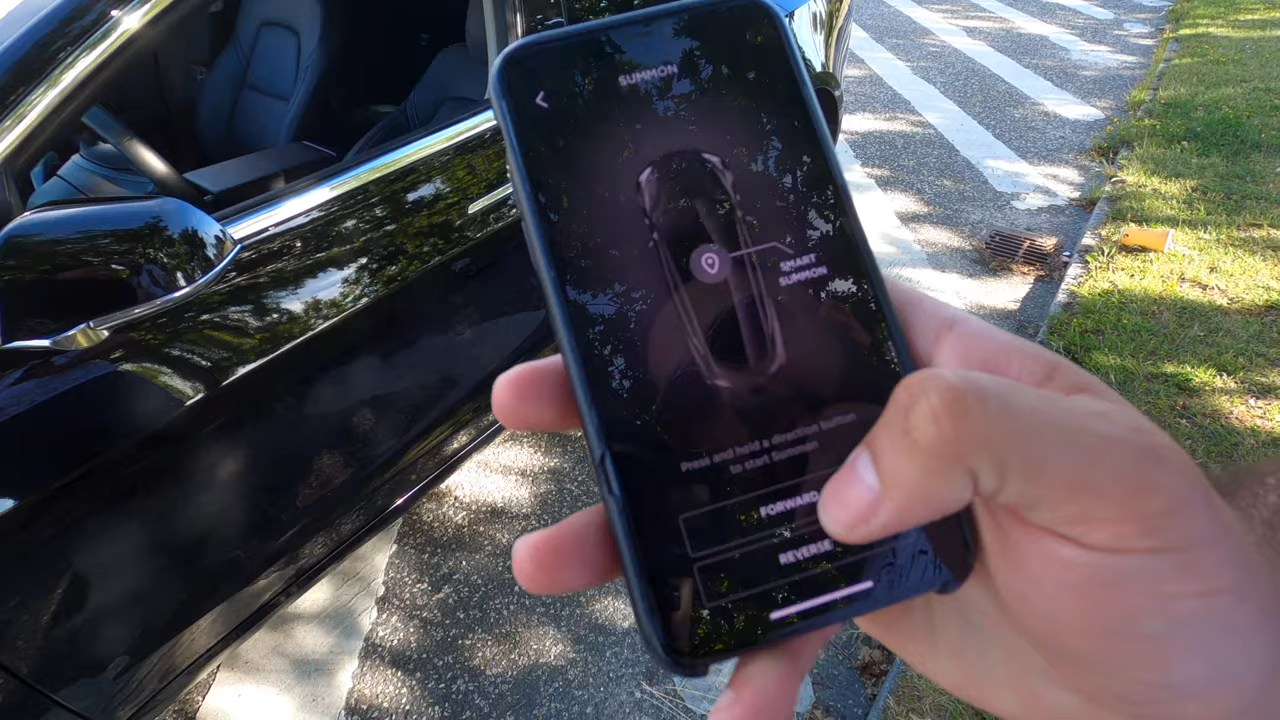 SUMMON
SMART
SUMMON
Press and hold a direction button
to start Summon
FORWARD
REVERSE